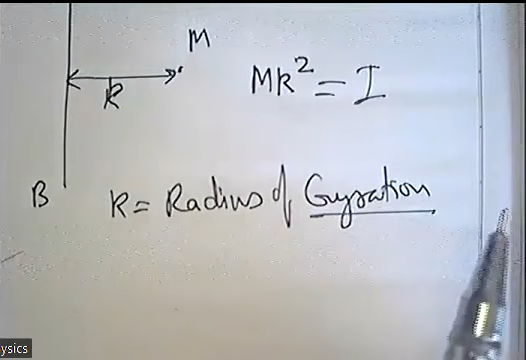 M
K
MK² = I
B
K = Radius of Gyration
ysics